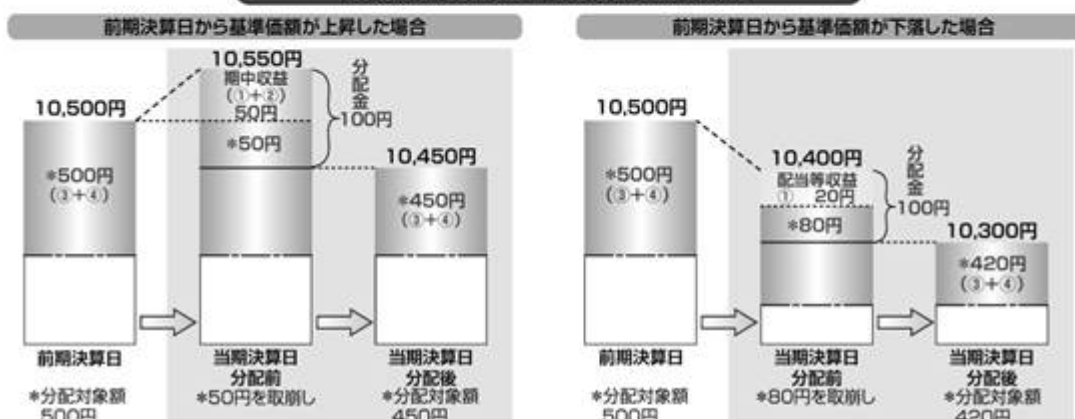 前期決算日から基準価額が上昇した場合
10,550円
期中収益
(①+②)
50円
*50円
分配金
100円
10,500円
*500円
(③+④)
10,450円
*450円
(③+④)
前期決算日
*分配対象額
500円
当期決算日
分配前
*50円を取崩し
当期決算日
分配後
*分配対象額
450円
前期決算日から基準価額が下落した場合
10,500円
*500円
(③+④)
10,400円
配当等収益
① 20円
*80円
分配金
100円
10,300円
*420円
(③+④)
前期決算日
*分配対象額
500円
当期決算日
分配前
*80円を取崩し
当期決算日
分配後
*分配対象額
420円